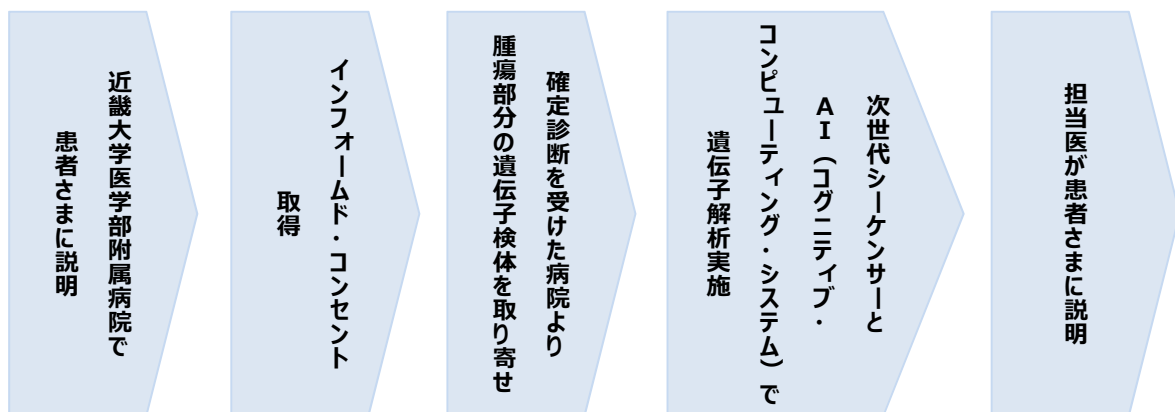 近畿大学医学部附属病院で
患者さまに説明
インフォームド・コンセント
取得
確定診断を受けた病院より
腫瘍部分の遺伝子検体を取り寄せ
次世代シーケンサーと
AI（コグニティブ・
コンピューティング・システム）で
遺伝子解析実施
担当医が患者さまに説明